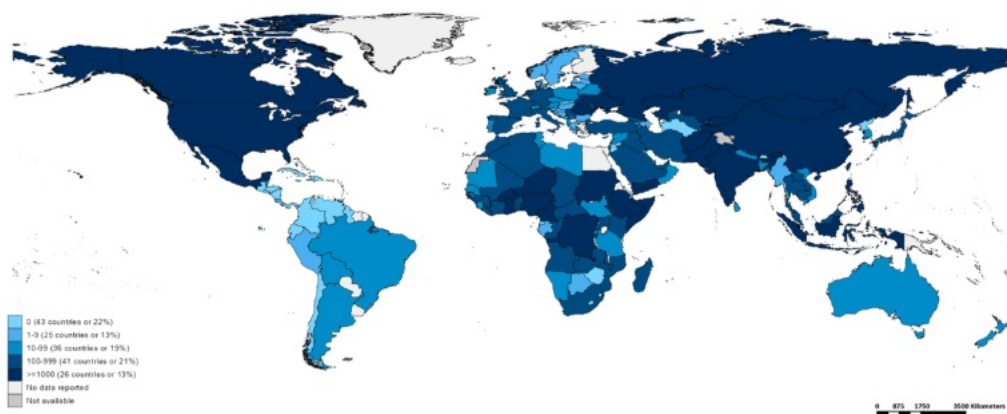 0 (43 countries or 22%)
1-9 (25 countries or 13%)
10-99 (36 countries or 19%)
100-999 (41 countries or 21%)
>=1000 (26 countries or 13%)
No data reported
Not available
0 875 1750 3500 Kilometers